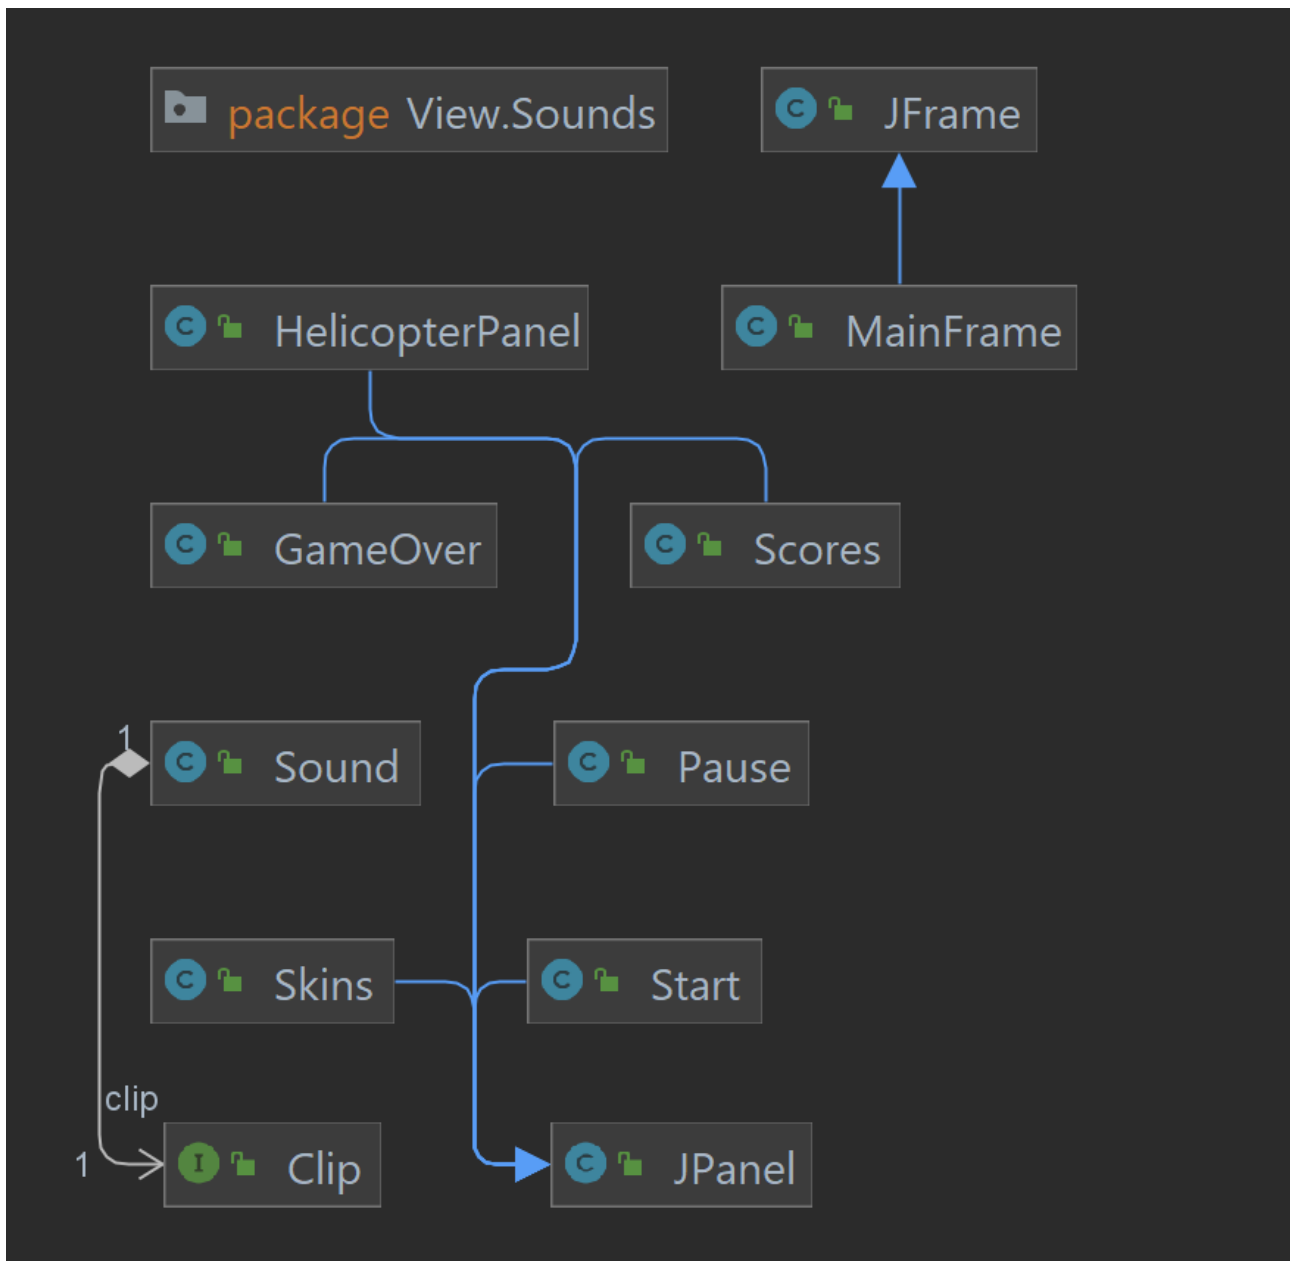 package View.Sounds
C JFrame
C HelicopterPanel
C MainFrame
C GameOver
C Scores
1
C Sound
C Pause
C Skins
C Start
clip
1
I Clip
C JPanel